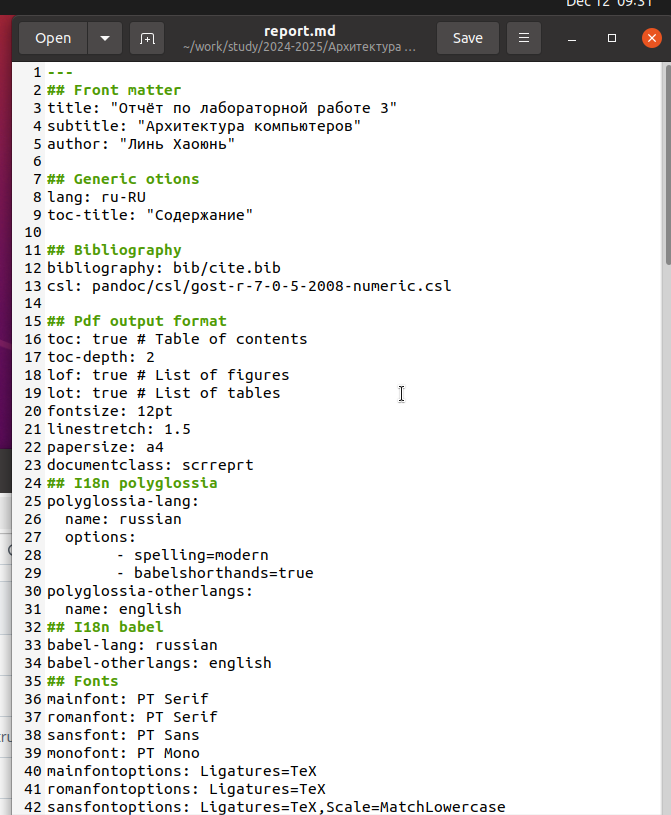 Dec 12 09:31
Open
report.md
~/work/study/2024-2025/Архитектура ...
Save
1 ---
2 ## Front matter
3 title: "Отчёт по лабораторной работе 3"
4 subtitle: "Архитектура компьютеров"
5 author: "Линь Хаоюнь"
6
7 ## Generic otions
8 lang: ru-RU
9 toc-title: "Содержание"
10
11 ## Bibliography
12 bibliography: bib/cite.bib
13 csl: pandoc/csl/gost-r-7-0-5-2008-numeric.csl
14
15 ## Pdf output format
16 toc: true # Table of contents
17 toc-depth: 2
18 lof: true # List of figures
19 lot: true # List of tables
20 fontsize: 12pt
21 linestretch: 1.5
22 papersize: a4
23 documentclass: scrreprt
24 ## I18n polyglossia
25 polyglossia-lang:
26   name: russian
27   options:
28         - spelling=modern
29         - babelshorthands=true
30 polyglossia-otherlangs:
31   name: english
32 ## I18n babel
33 babel-lang: russian
34 babel-otherlangs: english
35 ## Fonts
36 mainfont: PT Serif
37 romanfont: PT Serif
38 sansfont: PT Sans
39 monofont: PT Mono
40 mainfontoptions: Ligatures=TeX
41 romanfontoptions: Ligatures=TeX
42 sansfontoptions: Ligatures=TeX,Scale=MatchLowercase